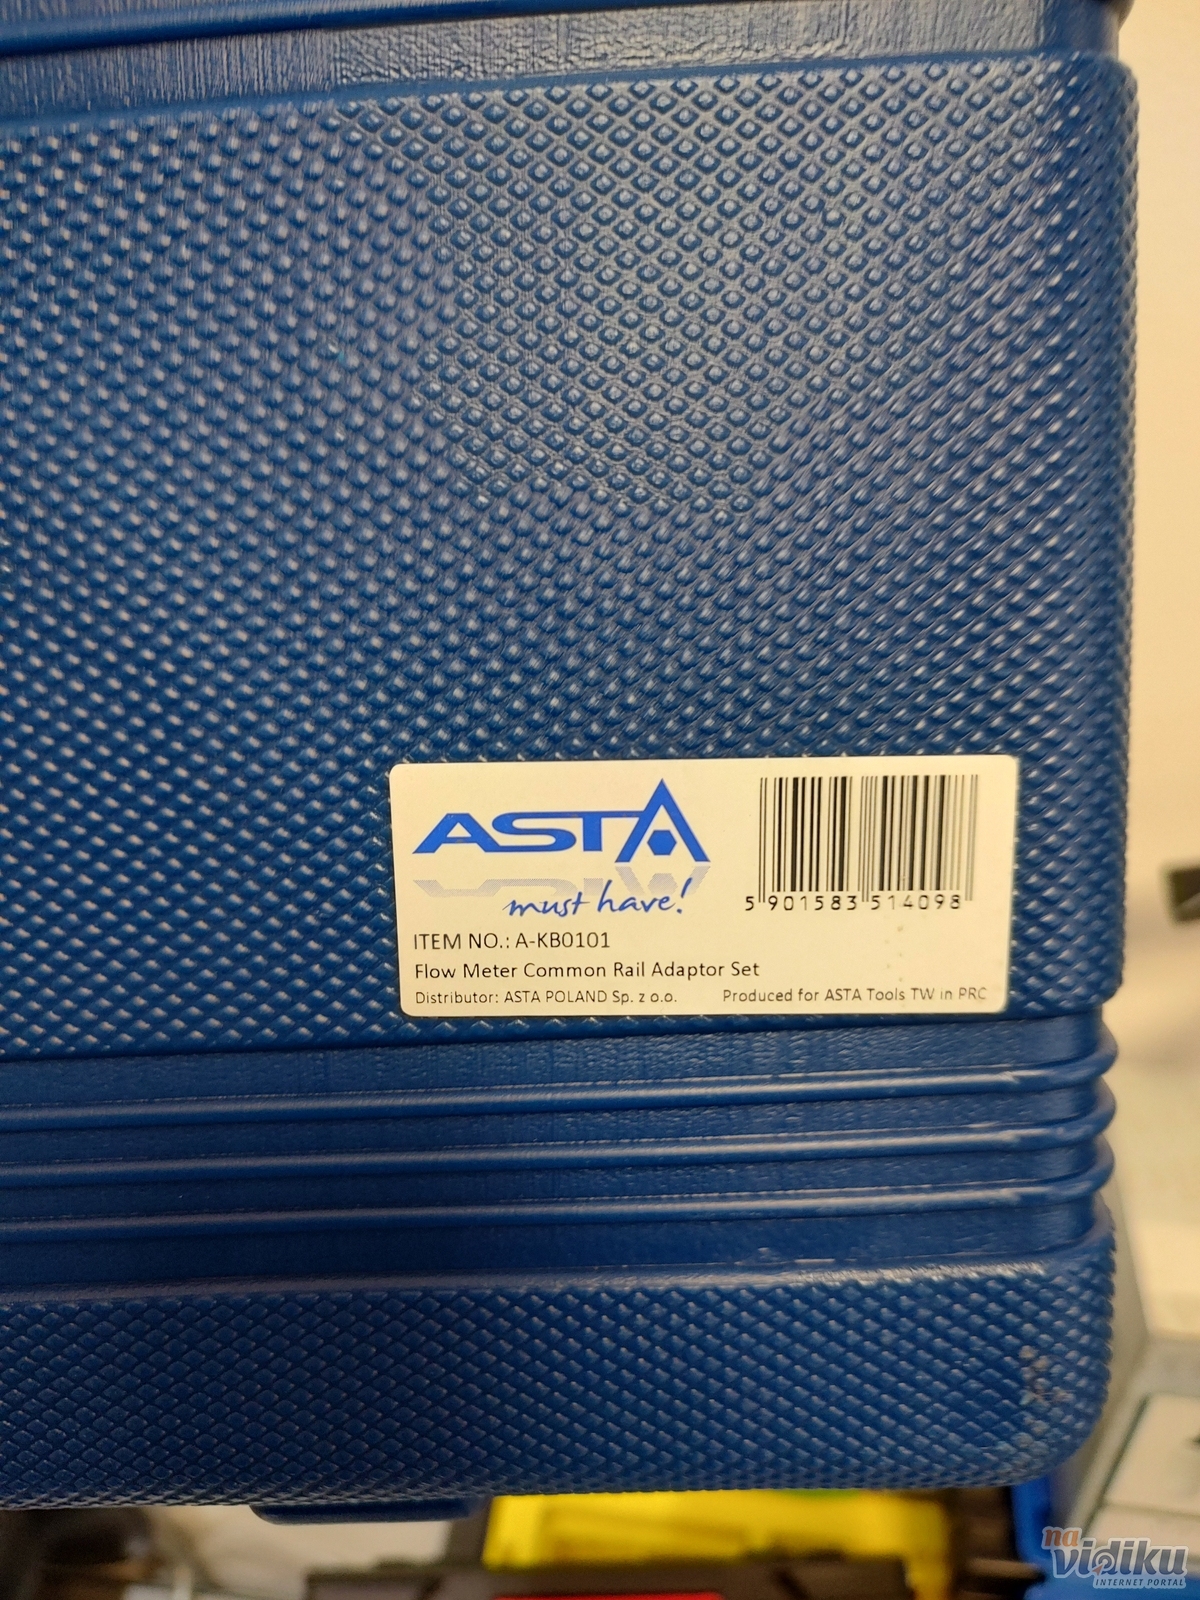 ASTA
must have!
5 901583 514098
ITEM NO.: A-KB0101
Flow Meter Common Rail Adaptor Set
Distributor: ASTA POLAND Sp. z o.o. Produced for ASTA Tools TW in PRC
na
vidiku
INTERNET PORTAL